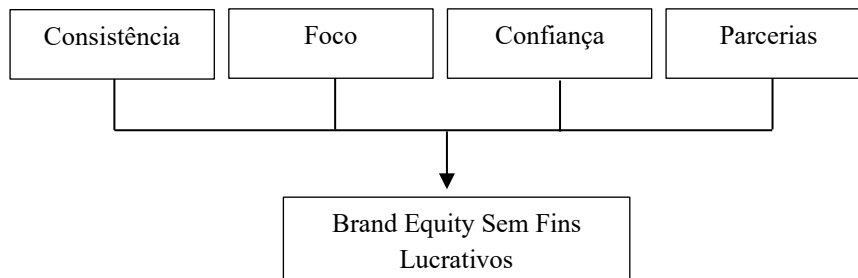 Consistência
Foco
Confiança
Parcerias
Brand Equity Sem Fins
Lucrativos